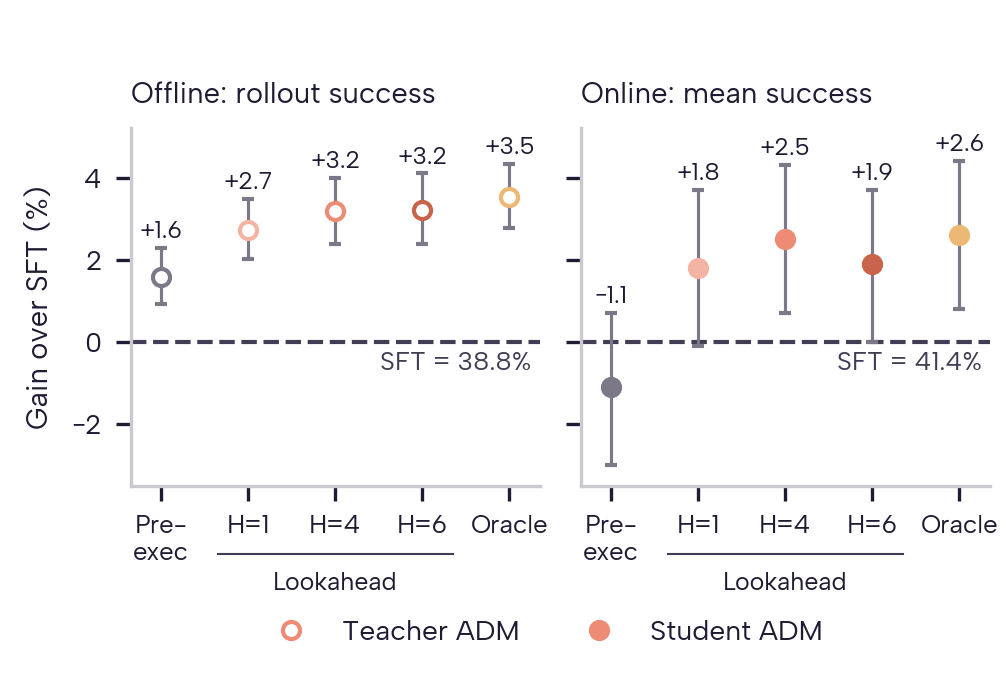 Offline: rollout success
Online: mean success
Gain over SFT (%)
4
2
0
−2
+1.6
+2.7
+3.2
+3.2
+3.5
SFT = 38.8%
−1.1
+1.8
+2.5
+1.9
+2.6
SFT = 41.4%
Pre-
exec
H=1
H=4
H=6
Oracle
Lookahead
Pre-
exec
H=1
H=4
H=6
Oracle
Lookahead
Teacher ADM
Student ADM